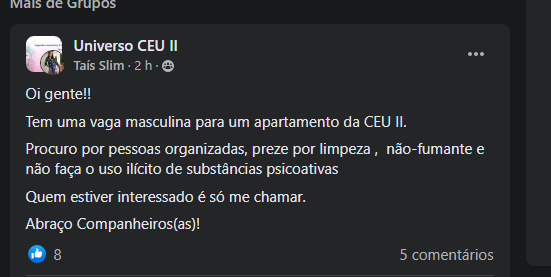 Mais de Grupos
Universo CEU II
Taís Slim · 2 h ·
Oi gente!!
Tem uma vaga masculina para um apartamento da CEU II.
Procuro por pessoas organizadas, preze por limpeza , não-fumante e
não faça o uso ilícito de substâncias psicoativas
Quem estiver interessado é só me chamar.
Abraço Companheiros(as)!
8
5 comentários